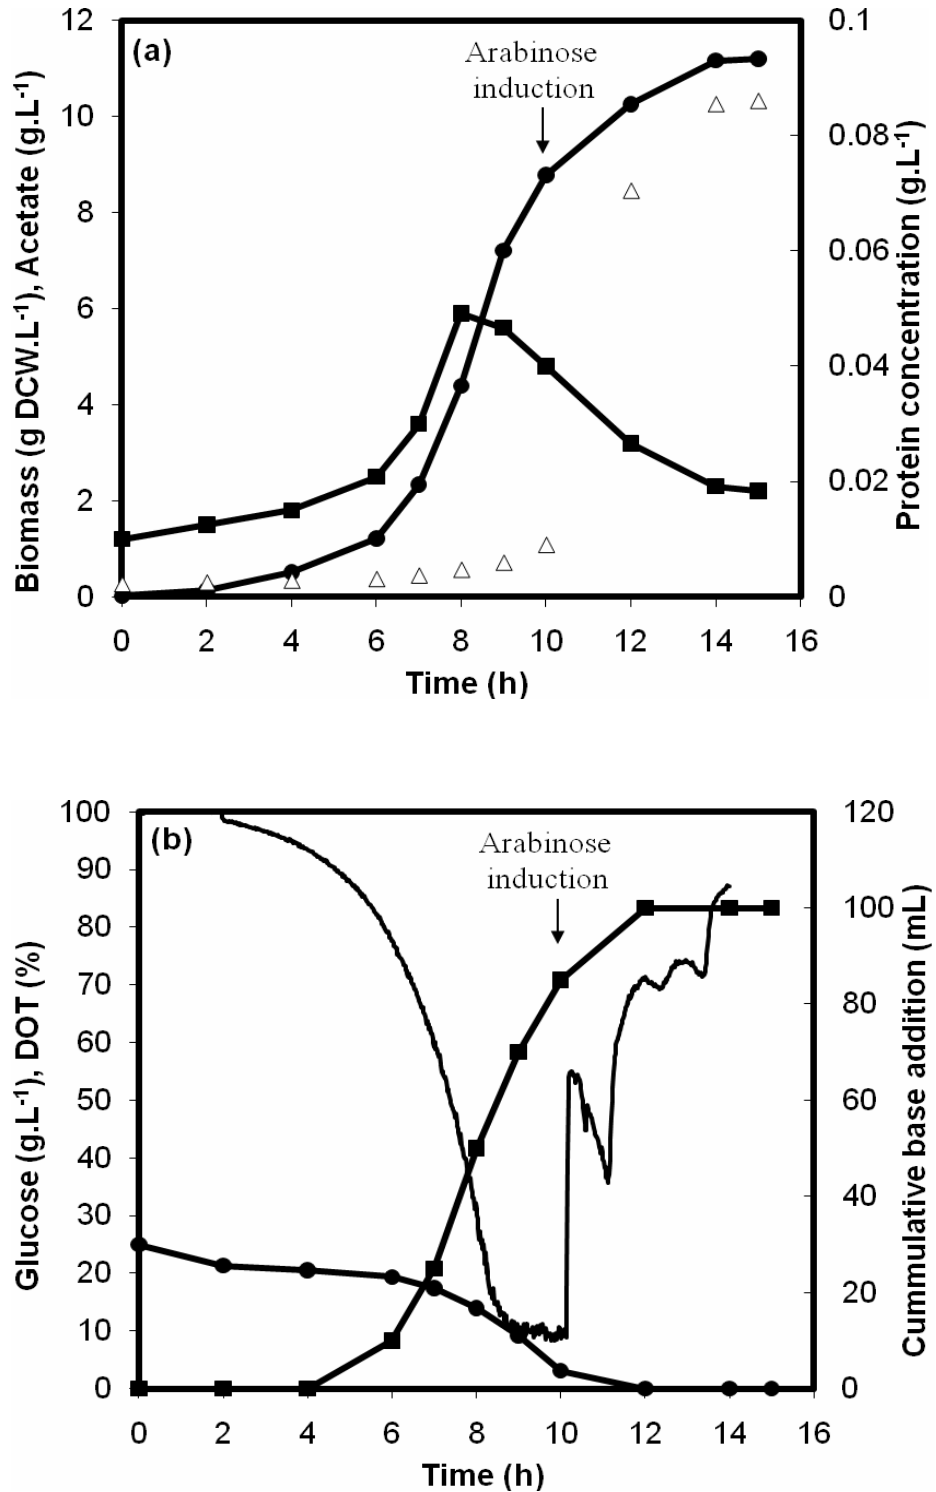 (a)
Arabinose
induction
12
10
8
6
4
2
0
0.1
0.08
0.06
0.04
0.02
0
Biomass (g DCW.L-1), Acetate (g.L-1)
Protein concentration (g.L-1)
0 2 4 6 8 10 12 14 16
Time (h)
(b)
Arabinose
induction
100
90
80
70
60
50
40
30
20
10
0
120
100
80
60
40
20
0
Glucose (g.L-1), DOT (%)
Cummulative base addition (mL)
0 2 4 6 8 10 12 14 16
Time (h)